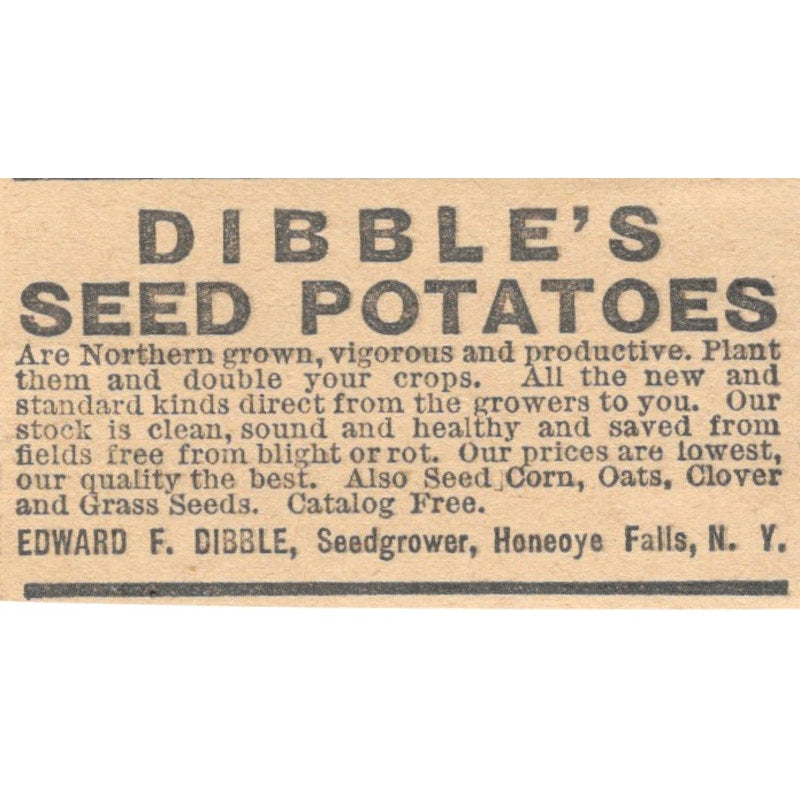 DIBBLE'S
SEED POTATOES
Are Northern grown, vigorous and productive. Plant
them and double your crops. All the new and
standard kinds direct from the growers to you. Our
stock is clean, sound and healthy and saved from
fields free from blight or rot. Our prices are lowest,
our quality the best. Also Seed Corn, Oats, Clover
and Grass Seeds. Catalog Free.
EDWARD F. DIBBLE, Seedgrower, Honeoye Falls, N. Y.